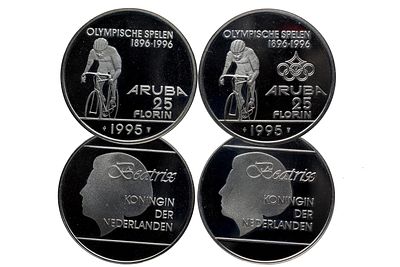 OLYMPISCHE SPELEN
1896-1996
ARUBA
25
FLORIN
1995
OLYMPISCHE SPELEN
1896-1996
ARUBA
25
FLORIN
1995
Beatrix
KONINGIN
DER
NEDERLANDEN
Beatrix
KONINGIN
DER
NEDERLANDEN